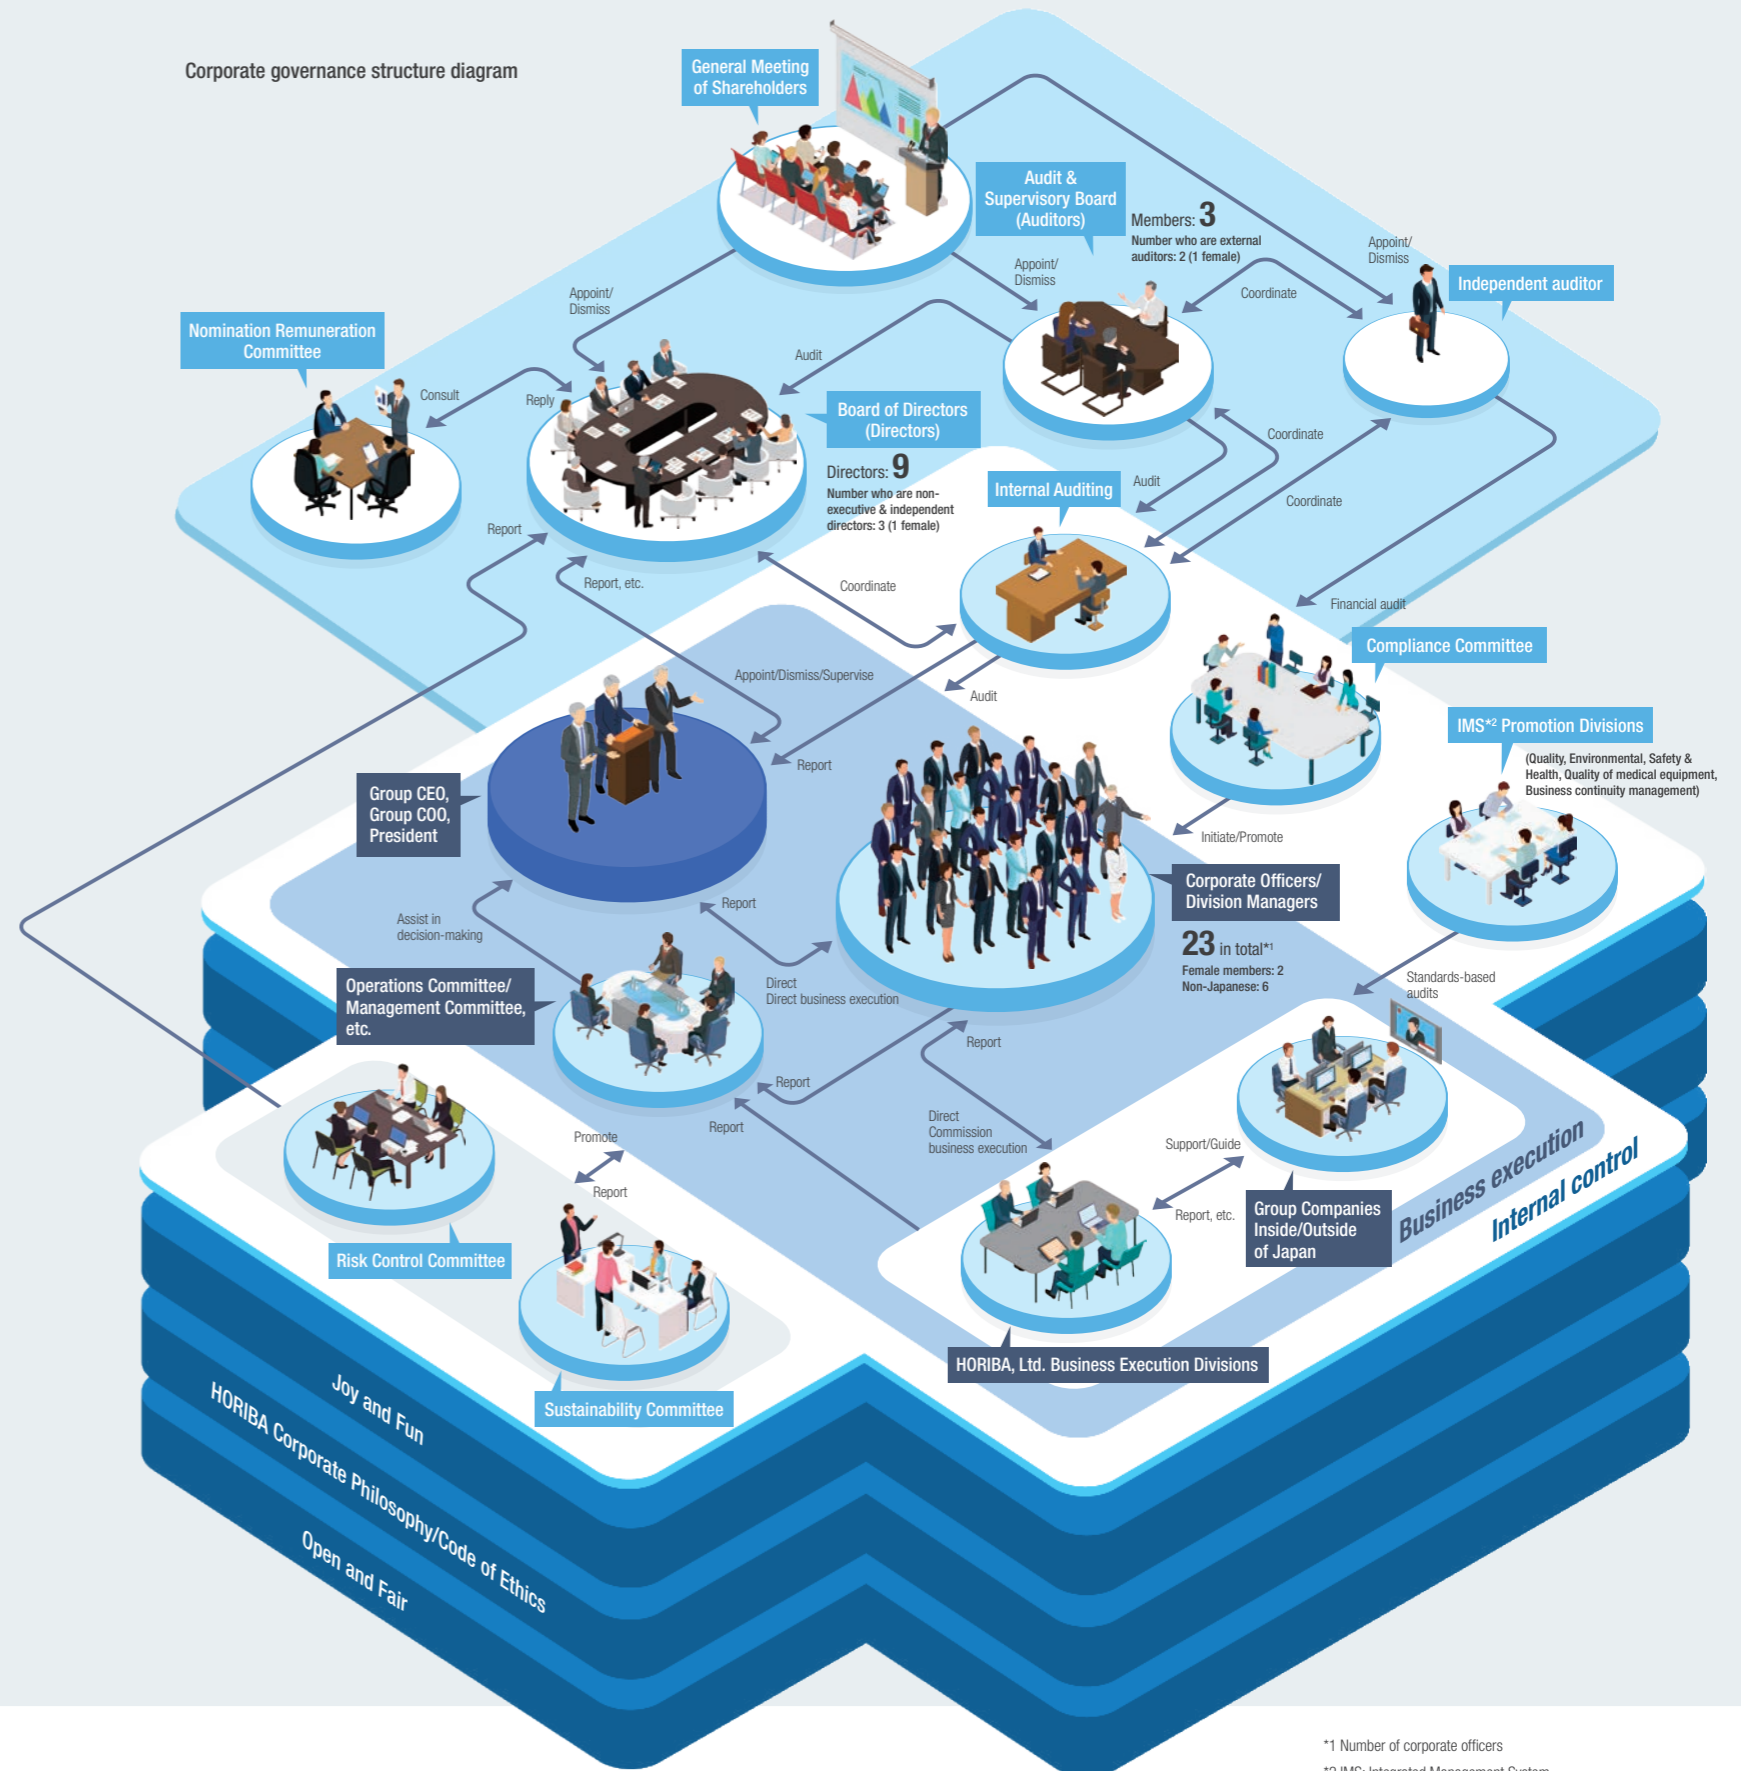 Corporate governance structure diagram
General Meeting
of Shareholders
Audit &
Supervisory Board
(Auditors)
Members: 3
Number who are external
auditors: 2 (1 female)
Appoint/
Dismiss
Independent auditor
Appoint/
Dismiss
Coordinate
Appoint/
Dismiss
Nomination Remuneration
Committee
Audit
Consult
Reply
Board of Directors
(Directors)
Directors: 9
Number who are non-
executive & independent
directors: 3 (1 female)
Coordinate
Audit
Internal Auditing
Coordinate
Report
Report, etc.
Coordinate
Financial audit
Compliance Committee
Appoint/Dismiss/Supervise
Audit
IMS*2 Promotion Divisions
(Quality, Environmental, Safety &
Health, Quality of medical equipment,
Business continuity management)
Report
Group CEO,
Group COO,
President
Initiate/Promote
Corporate Officers/
Division Managers
23 in total*1
Female members: 2
Non-Japanese: 6
Report
Assist in
decision-making
Operations Committee/
Management Committee,
etc.
Direct
Direct business execution
Standards-based
audits
Report
Report
Report
Direct
Commission
business execution
Promote
Report
Support/Guide
Report, etc.
Group Companies
Inside/Outside
of Japan
Business execution
Internal control
Risk Control Committee
HORIBA, Ltd. Business Execution Divisions
Sustainability Committee
Joy and Fun
HORIBA Corporate Philosophy/Code of Ethics
Open and Fair
*1 Number of corporate officers
*2 IMS: Integrated Management System